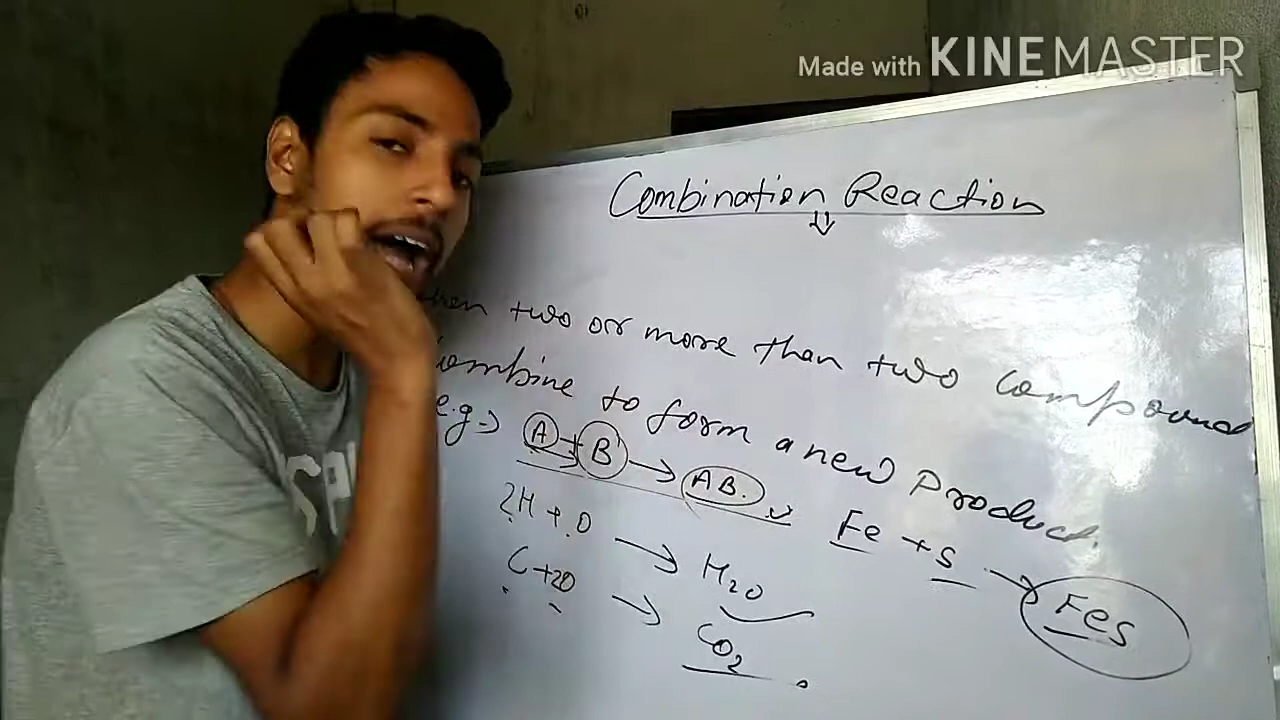 Made with KINEMASTER
Combination Reaction
⇓
when two or more than two compound
Combine to form a new Product.
e.g → A + B → AB.
2H + O → H2O
C + 2O → CO2
Fe + S → FeS